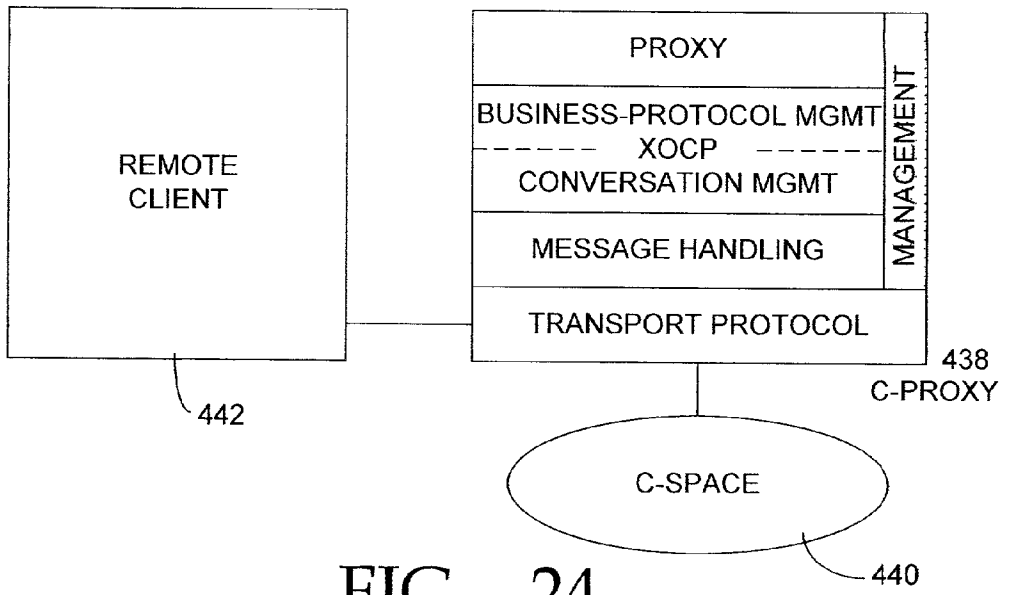 REMOTE
CLIENT
442
PROXY
BUSINESS-PROTOCOL MGMT
XOCP
CONVERSATION MGMT
MESSAGE HANDLING
MANAGEMENT
TRANSPORT PROTOCOL
438
C-PROXY
C-SPACE
440
FIG. 24